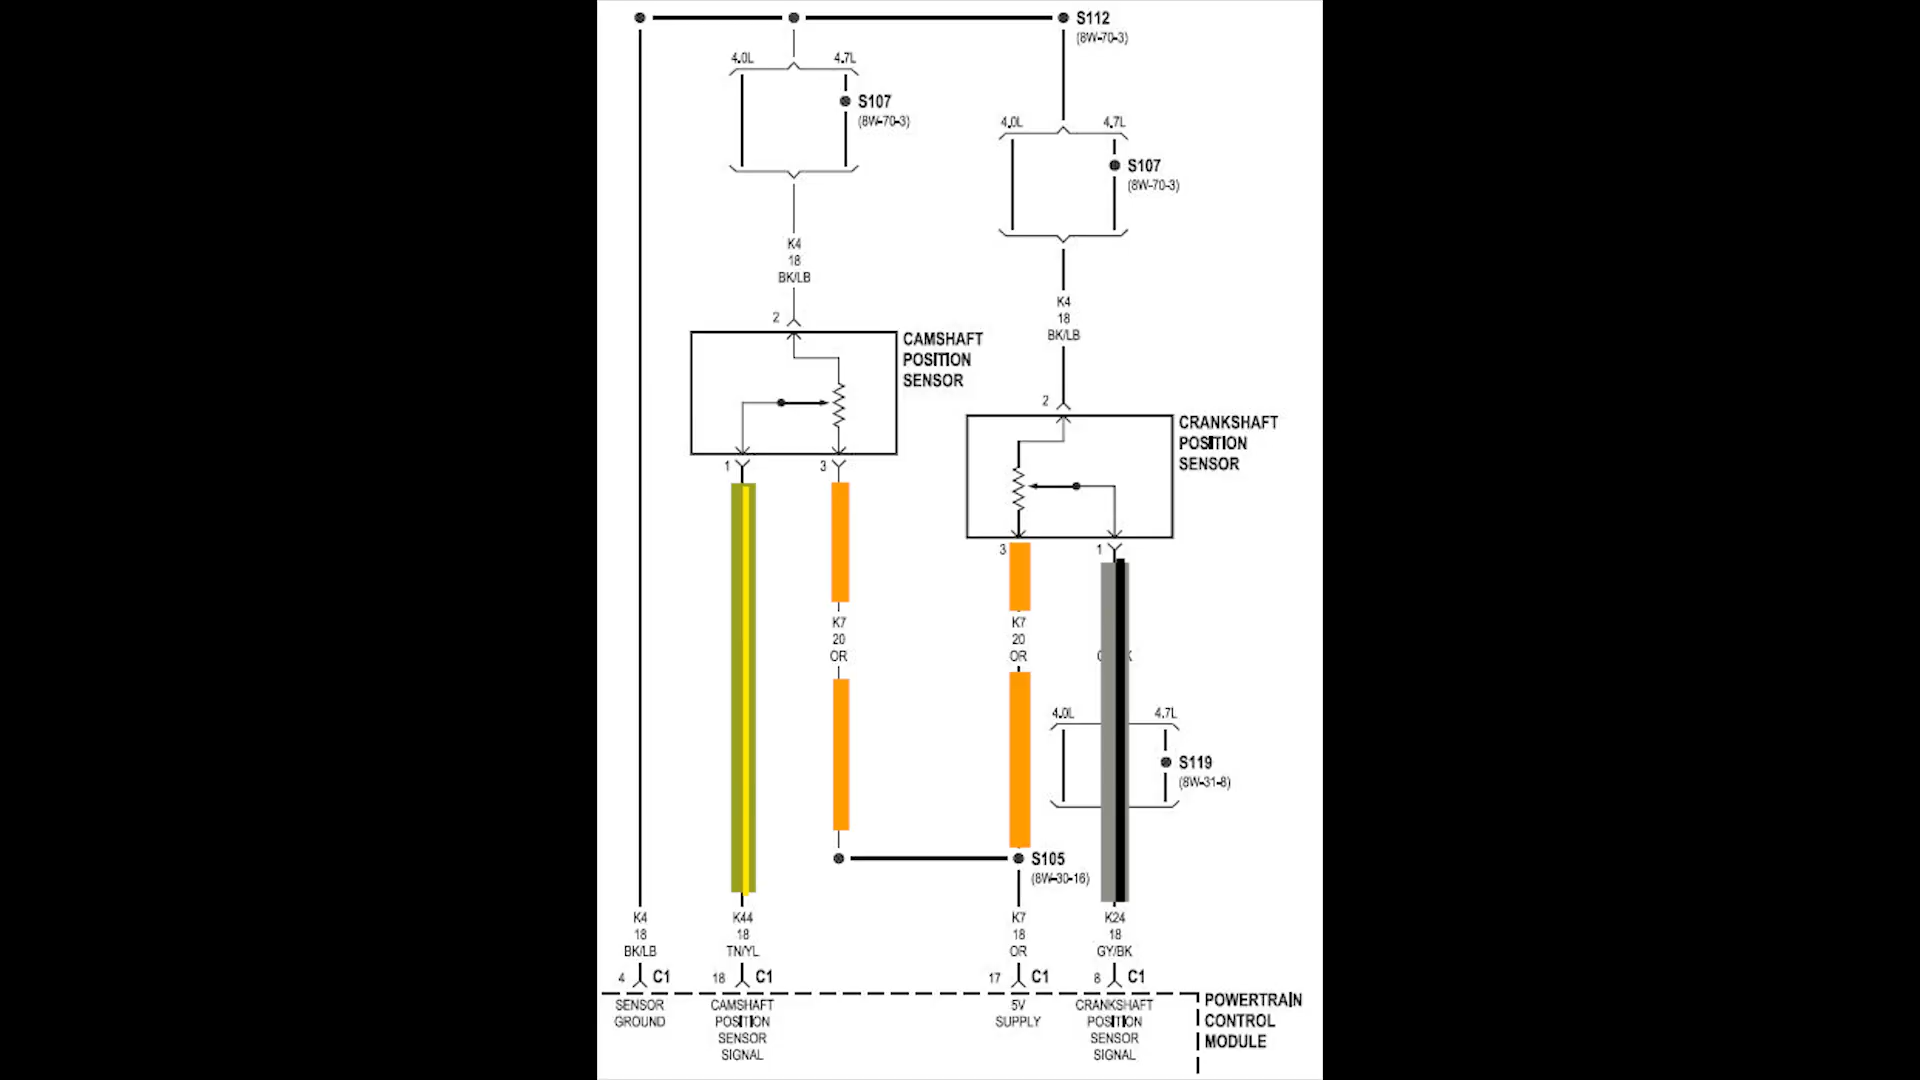 S112
(8W-70-3)
4.0L
4.7L
S107
(8W-70-3)
4.0L
4.7L
S107
(8W-70-3)
K4
18
BK/LB
K4
18
BK/LB
2
CAMSHAFT
POSITION
SENSOR
1
3
2
CRANKSHAFT
POSITION
SENSOR
3
1
K7
20
OR
K7
20
OR
4.0L
4.7L
S119
(8W-31-8)
S105
(8W-30-16)
K4
18
BK/LB
K44
18
TN/YL
K7
18
OR
K24
18
GY/BK
4
C1
18
C1
17
C1
8
C1
SENSOR
GROUND
CAMSHAFT
POSITION
SENSOR
SIGNAL
5V
SUPPLY
CRANKSHAFT
POSITION
SENSOR
SIGNAL
POWERTRAIN
CONTROL
MODULE